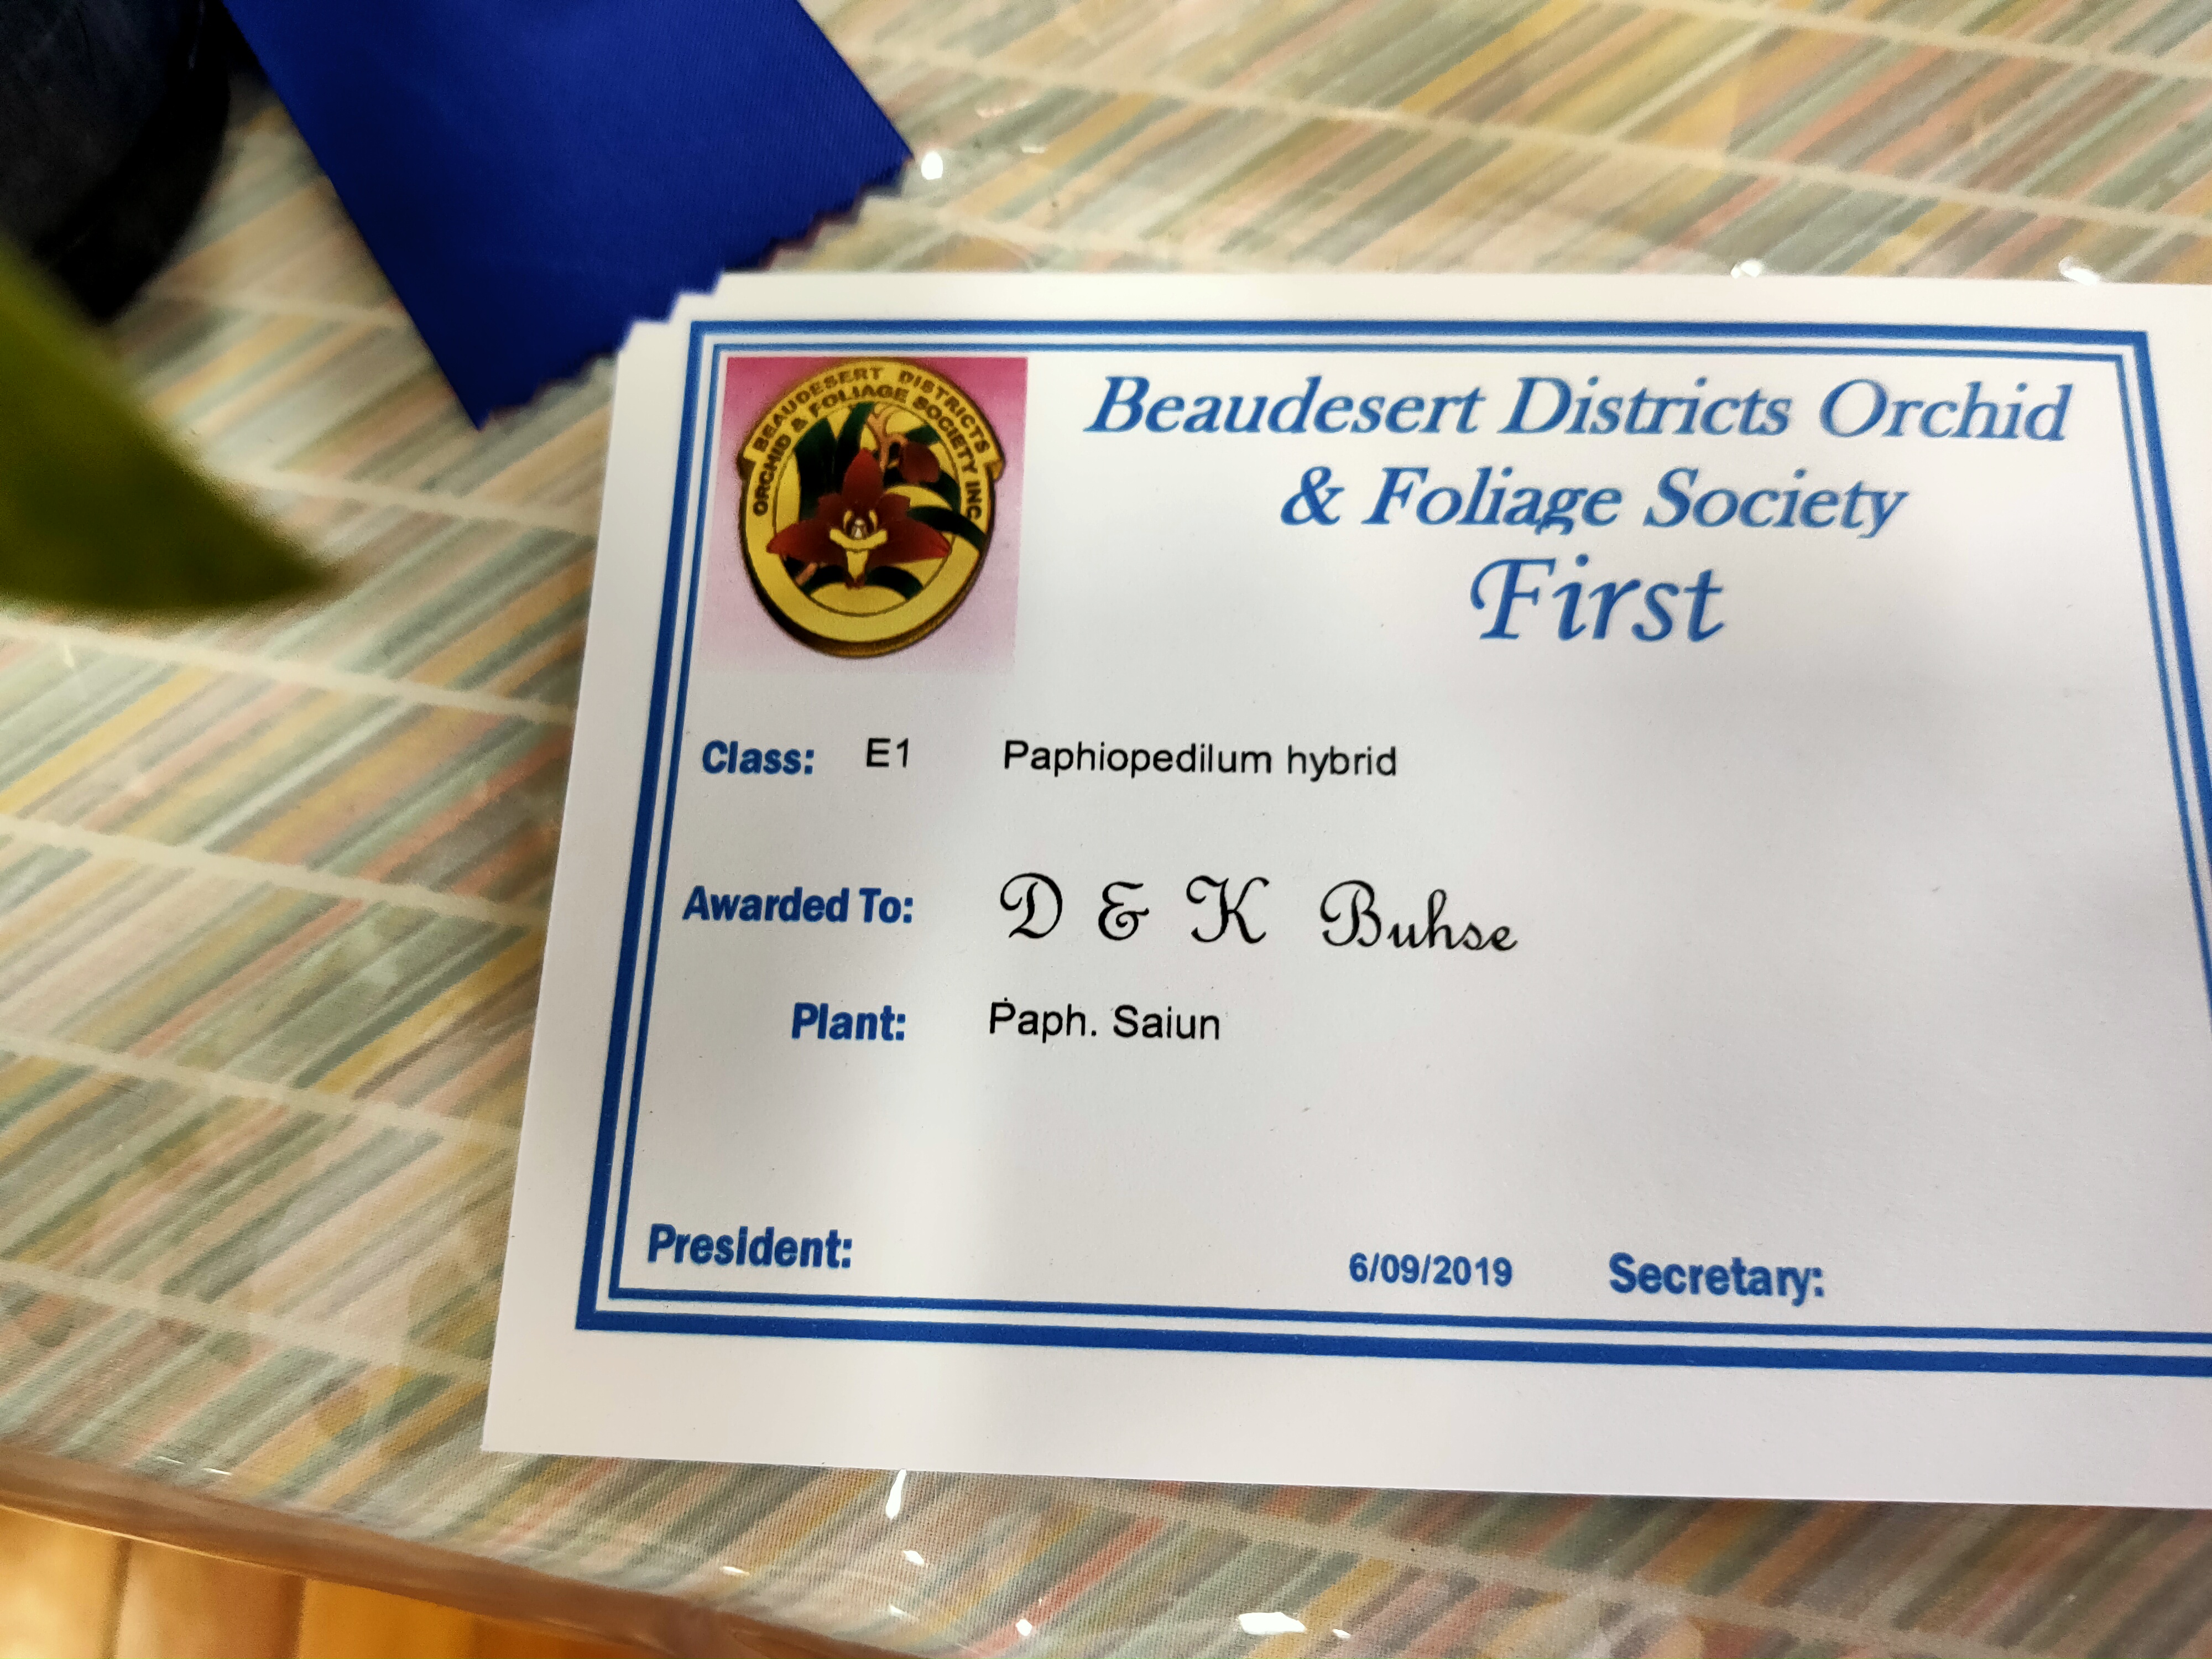 BEAUDESERT DISTRICTS
ORCHID & FOLIAGE SOCIETY INC
Beaudesert Districts Orchid
& Foliage Society
First
Class: E1 Paphiopedilum hybrid
Awarded To: D & K Buhse
Plant: Paph. Saiun
President: 6/09/2019 Secretary: